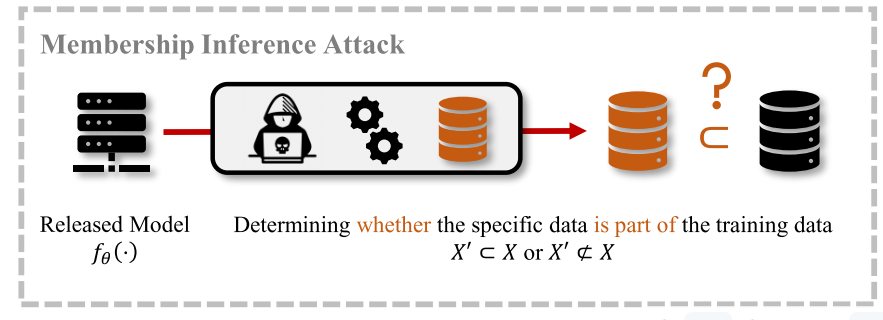 Membership Inference Attack
?
⊂
Released Model
Determining whether the specific data is part of the training data
fθ(·)
X′ ⊂ X or X′ ⊄ X